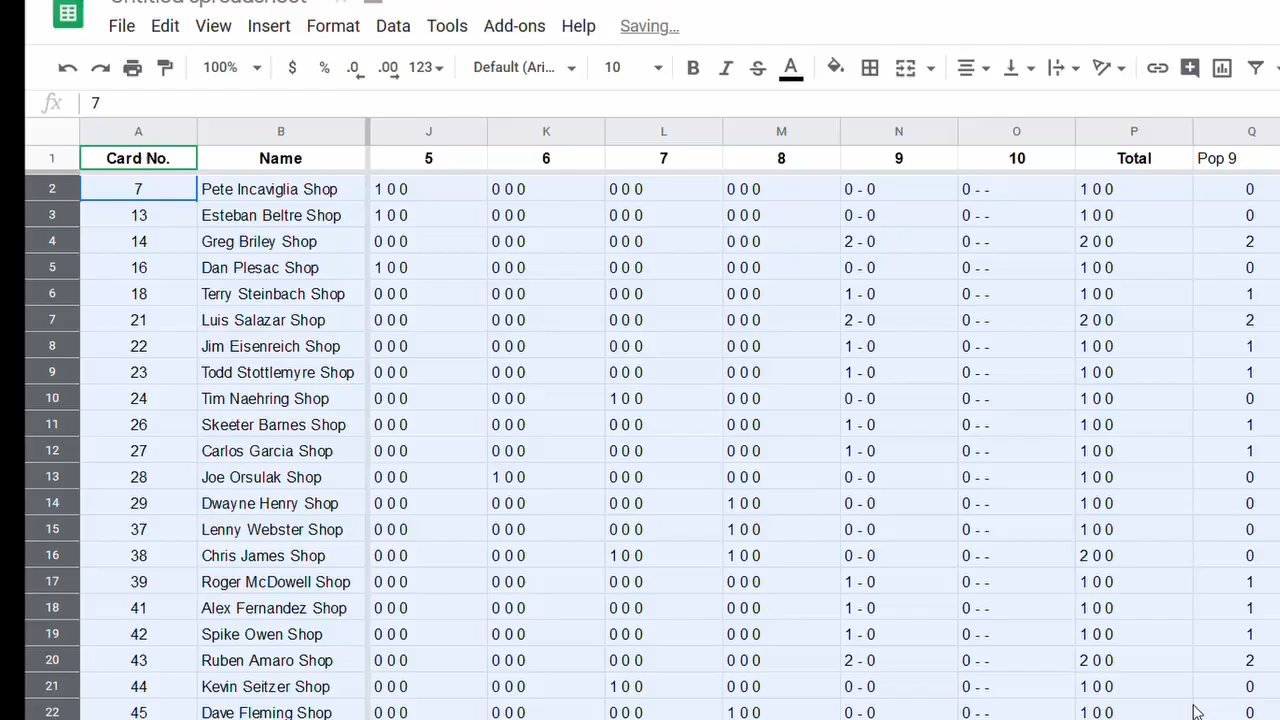 Untitled spreadsheet
File Edit View Insert Format Data Tools Add-ons Help Saving...
100% $ % .0 .00 123 Default (Ari... 10 B I S A
fx 7
A B J K L M N O P Q
1 Card No. Name 5 6 7 8 9 10 Total Pop 9
2 7 Pete Incaviglia Shop 1 0 0 0 0 0 0 0 0 0 0 0 0 - 0 0 - - 1 0 0 0
3 13 Esteban Beltre Shop 1 0 0 0 0 0 0 0 0 0 0 0 0 - 0 0 - - 1 0 0 0
4 14 Greg Briley Shop 0 0 0 0 0 0 0 0 0 0 0 0 2 - 0 0 - - 2 0 0 2
5 16 Dan Plesac Shop 1 0 0 0 0 0 0 0 0 0 0 0 0 - 0 0 - - 1 0 0 0
6 18 Terry Steinbach Shop 0 0 0 0 0 0 0 0 0 0 0 0 1 - 0 0 - - 1 0 0 1
7 21 Luis Salazar Shop 0 0 0 0 0 0 0 0 0 0 0 0 2 - 0 0 - - 2 0 0 2
8 22 Jim Eisenreich Shop 0 0 0 0 0 0 0 0 0 0 0 0 1 - 0 0 - - 1 0 0 1
9 23 Todd Stottlemyre Shop 0 0 0 0 0 0 0 0 0 0 0 0 1 - 0 0 - - 1 0 0 1
10 24 Tim Naehring Shop 0 0 0 0 0 0 1 0 0 0 0 0 0 - 0 0 - - 1 0 0 0
11 26 Skeeter Barnes Shop 0 0 0 0 0 0 0 0 0 0 0 0 1 - 0 0 - - 1 0 0 1
12 27 Carlos Garcia Shop 0 0 0 0 0 0 0 0 0 0 0 0 1 - 0 0 - - 1 0 0 1
13 28 Joe Orsulak Shop 0 0 0 1 0 0 0 0 0 0 0 0 0 - 0 0 - - 1 0 0 0
14 29 Dwayne Henry Shop 0 0 0 0 0 0 0 0 0 1 0 0 0 - 0 0 - - 1 0 0 0
15 37 Lenny Webster Shop 0 0 0 0 0 0 0 0 0 1 0 0 0 - 0 0 - - 1 0 0 0
16 38 Chris James Shop 0 0 0 0 0 0 1 0 0 1 0 0 0 - 0 0 - - 2 0 0 0
17 39 Roger McDowell Shop 0 0 0 0 0 0 0 0 0 0 0 0 1 - 0 0 - - 1 0 0 1
18 41 Alex Fernandez Shop 0 0 0 0 0 0 0 0 0 0 0 0 1 - 0 0 - - 1 0 0 1
19 42 Spike Owen Shop 0 0 0 0 0 0 0 0 0 0 0 0 1 - 0 0 - - 1 0 0 1
20 43 Ruben Amaro Shop 0 0 0 0 0 0 0 0 0 0 0 0 2 - 0 0 - - 2 0 0 2
21 44 Kevin Seitzer Shop 0 0 0 0 0 0 1 0 0 0 0 0 0 - 0 0 - - 1 0 0 0
22 45 Dave Fleming Shop 0 0 0 0 0 0 0 0 0 1 0 0 0 - 0 0 - - 1 0 0 0